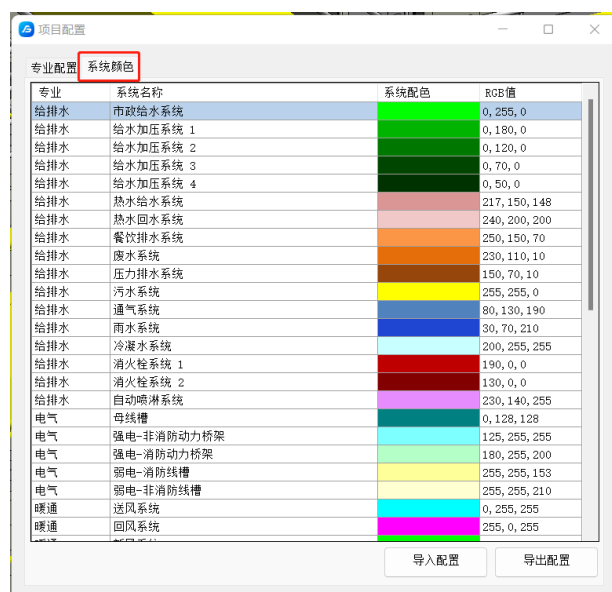 项目配置
专业配置 系统颜色
专业 系统名称 系统配色 RGB值
给排水 市政给水系统 0,255,0
给排水 给水加压系统 1 0,180,0
给排水 给水加压系统 2 0,120,0
给排水 给水加压系统 3 0,70,0
给排水 给水加压系统 4 0,50,0
给排水 热水给水系统 217,150,148
给排水 热水回水系统 240,200,200
给排水 餐饮排水系统 250,150,70
给排水 废水系统 230,110,10
给排水 压力排水系统 150,70,10
给排水 污水系统 255,255,0
给排水 通气系统 80,130,190
给排水 雨水系统 30,70,210
给排水 冷凝水系统 200,255,255
给排水 消火栓系统 1 190,0,0
给排水 消火栓系统 2 130,0,0
给排水 自动喷淋系统 230,140,255
电气 母线槽 0,128,128
电气 强电-非消防动力桥架 125,255,255
电气 强电-消防动力桥架 180,255,200
电气 弱电-消防线槽 255,255,153
电气 弱电-非消防线槽 255,255,210
暖通 送风系统 0,255,255
暖通 回风系统 255,0,255
导入配置 导出配置